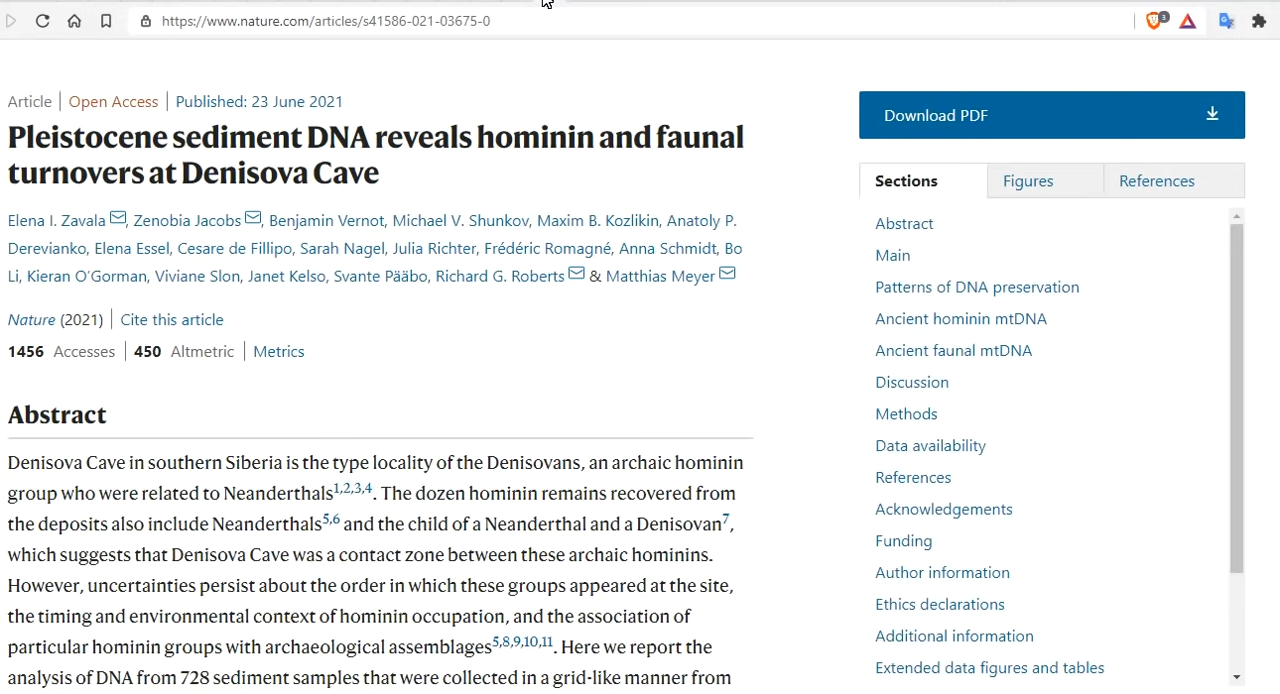 https://www.nature.com/articles/s41586-021-03675-0
3
Article | Open Access | Published: 23 June 2021
Pleistocene sediment DNA reveals hominin and faunal
turnovers at Denisova Cave
Elena I. Zavala, Zenobia Jacobs, Benjamin Vernot, Michael V. Shunkov, Maxim B. Kozlikin, Anatoly P.
Derevianko, Elena Essel, Cesare de Fillipo, Sarah Nagel, Julia Richter, Frédéric Romagné, Anna Schmidt, Bo
Li, Kieran O’Gorman, Viviane Slon, Janet Kelso, Svante Pääbo, Richard G. Roberts & Matthias Meyer
Nature (2021) | Cite this article
1456 Accesses | 450 Altmetric | Metrics
Abstract
Denisova Cave in southern Siberia is the type locality of the Denisovans, an archaic hominin
group who were related to Neanderthals1,2,3,4. The dozen hominin remains recovered from
the deposits also include Neanderthals5,6 and the child of a Neanderthal and a Denisovan7,
which suggests that Denisova Cave was a contact zone between these archaic hominins.
However, uncertainties persist about the order in which these groups appeared at the site,
the timing and environmental context of hominin occupation, and the association of
particular hominin groups with archaeological assemblages5,8,9,10,11. Here we report the
analysis of DNA from 728 sediment samples that were collected in a grid-like manner from
Download PDF
Sections
Figures
References
Abstract
Main
Patterns of DNA preservation
Ancient hominin mtDNA
Ancient faunal mtDNA
Discussion
Methods
Data availability
References
Acknowledgements
Funding
Author information
Ethics declarations
Additional information
Extended data figures and tables